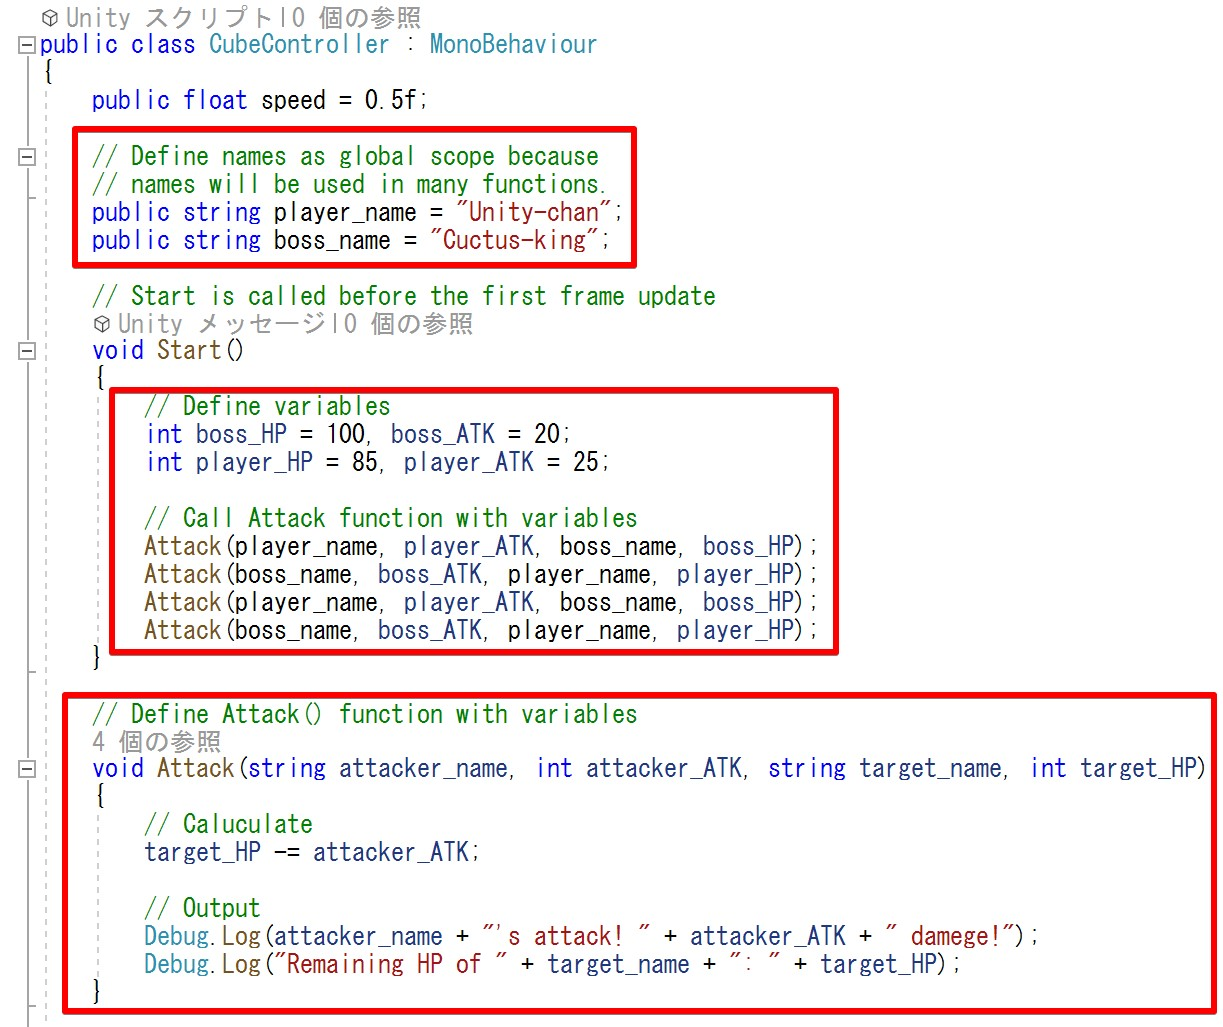 Unity スクリプト|0 個の参照
public class CubeController : MonoBehaviour
{
public float speed = 0.5f;
// Define names as global scope because
// names will be used in many functions.
public string player_name = "Unity-chan";
public string boss_name = "Cuctus-king";
// Start is called before the first frame update
Unity メッセージ|0 個の参照
void Start()
{
// Define variables
int boss_HP = 100, boss_ATK = 20;
int player_HP = 85, player_ATK = 25;
// Call Attack function with variables
Attack(player_name, player_ATK, boss_name, boss_HP);
Attack(boss_name, boss_ATK, player_name, player_HP);
Attack(player_name, player_ATK, boss_name, boss_HP);
Attack(boss_name, boss_ATK, player_name, player_HP);
}
// Define Attack() function with variables
4 個の参照
void Attack(string attacker_name, int attacker_ATK, string target_name, int target_HP)
{
// Caluculate
target_HP -= attacker_ATK;
// Output
Debug.Log(attacker_name + "'s attack! " + attacker_ATK + " damege!");
Debug.Log("Remaining HP of " + target_name + ": " + target_HP);
}